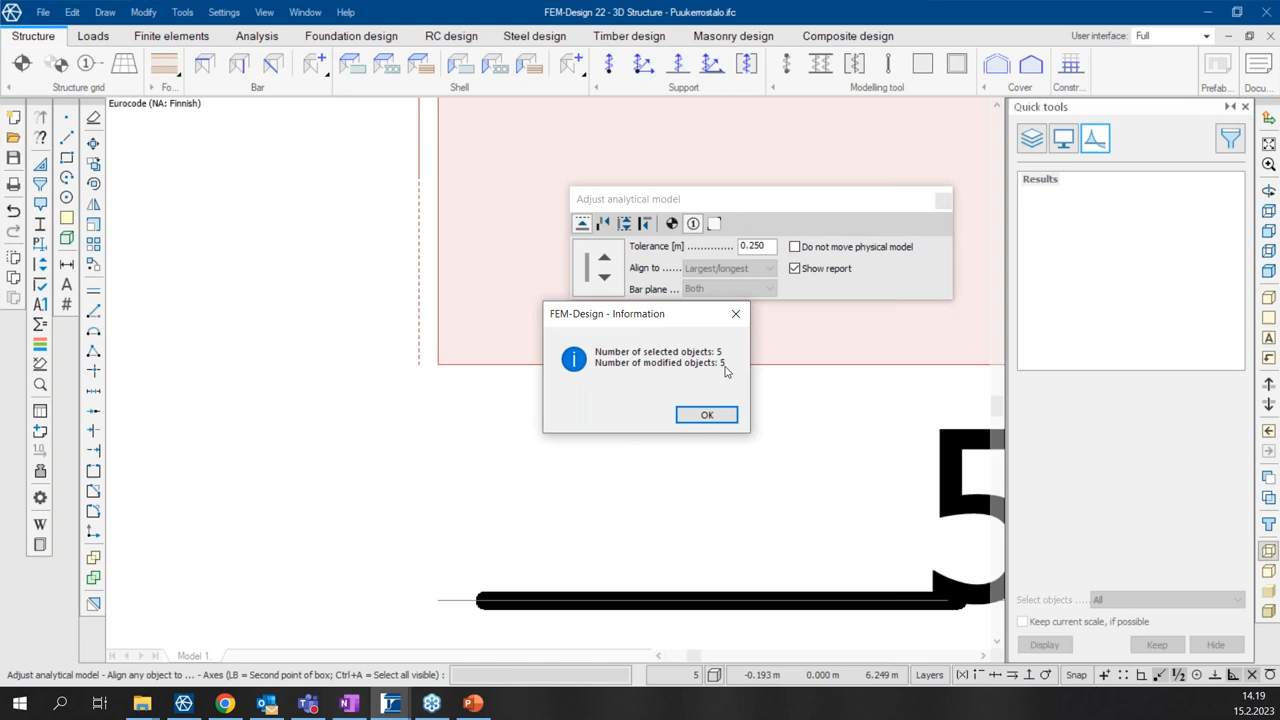 File Edit Draw Modify Tools Settings View Window Help
FEM-Design 22 - 3D Structure - Puukerrostalo.ifc
Structure Loads Finite elements Analysis Foundation design RC design Steel design Timber design Masonry design Composite design
User interface: Full
Structure grid Fo... Bar Shell Support Modelling tool Cover Constr... Prefab... Docu...
Eurocode (NA: Finnish)
Quick tools
Results
Adjust analytical model
Tolerance [m] .............. 0.250 Do not move physical model
Align to ...... Largest/longest Show report
Bar plane ... Both
FEM-Design - Information
Number of selected objects: 5
Number of modified objects: 5
OK
5
Select objects ..... All
Keep current scale, if possible
Display Keep Hide
Model 1.
Adjust analytical model - Align any object to ... - Axes (LB = Second point of box; Ctrl+A = Select all visible) :
5 -0.193 m 0.000 m 6.249 m Layers Snap
14.19
15.2.2023